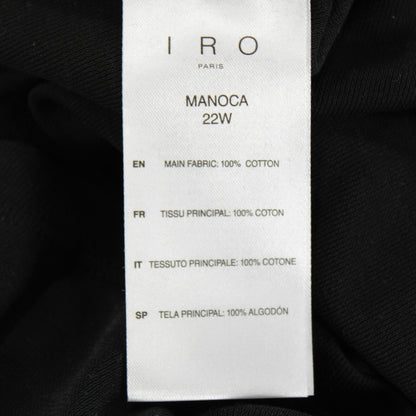 IRO
PARIS
MANOCA
22W
EN MAIN FABRIC: 100% COTTON
FR TISSU PRINCIPAL: 100% COTON
IT TESSUTO PRINCIPALE: 100% COTONE
SP TELA PRINCIPAL: 100% ALGODÓN